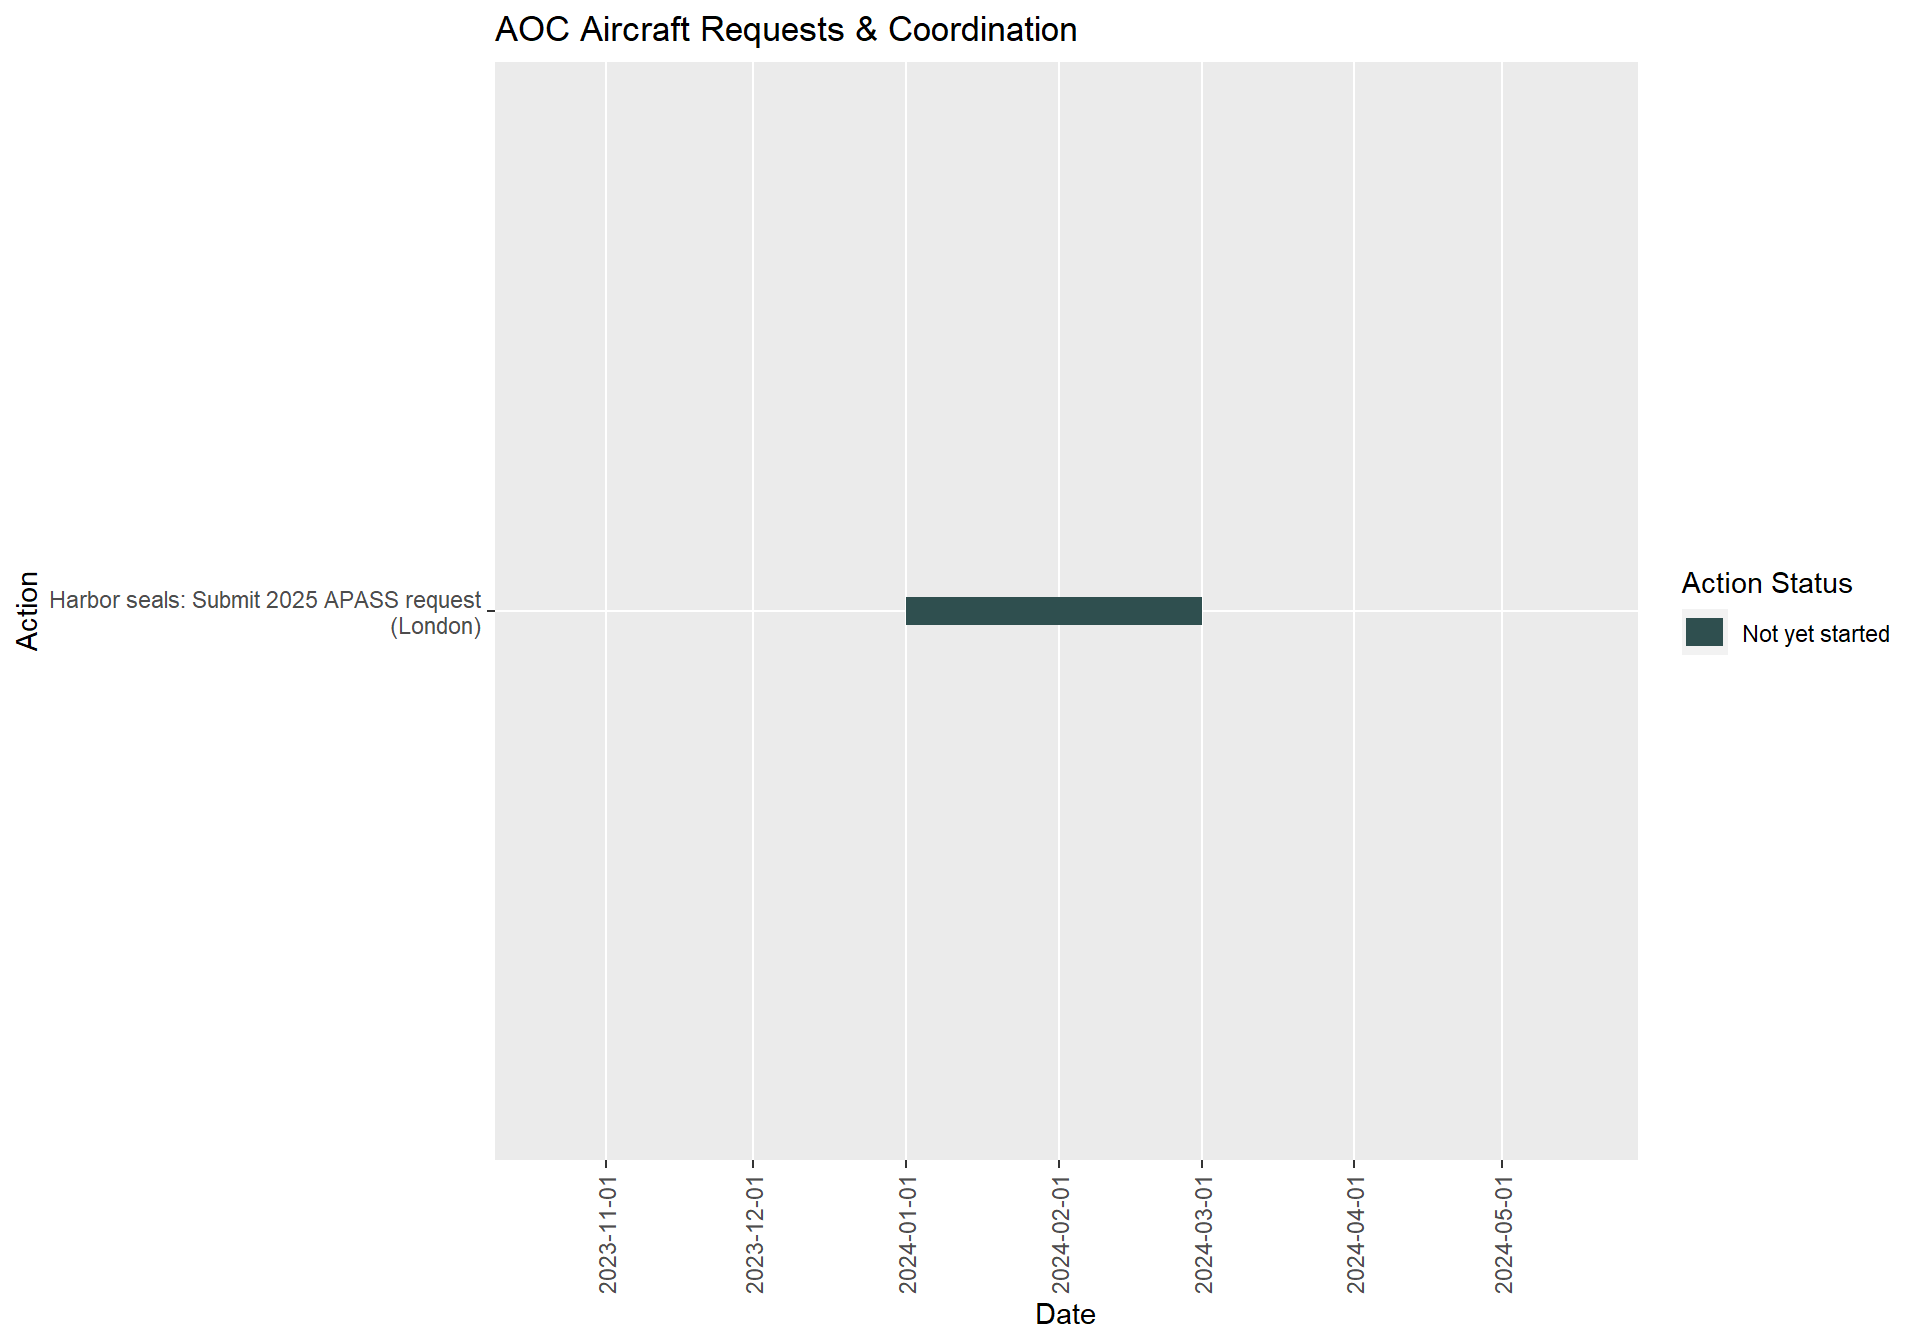 AOC Aircraft Requests & Coordination
Action
Harbor seals: Submit 2025 APASS request
(London)
Action Status
Not yet started
2023-11-01
2023-12-01
2024-01-01
2024-02-01
2024-03-01
2024-04-01
2024-05-01
Date